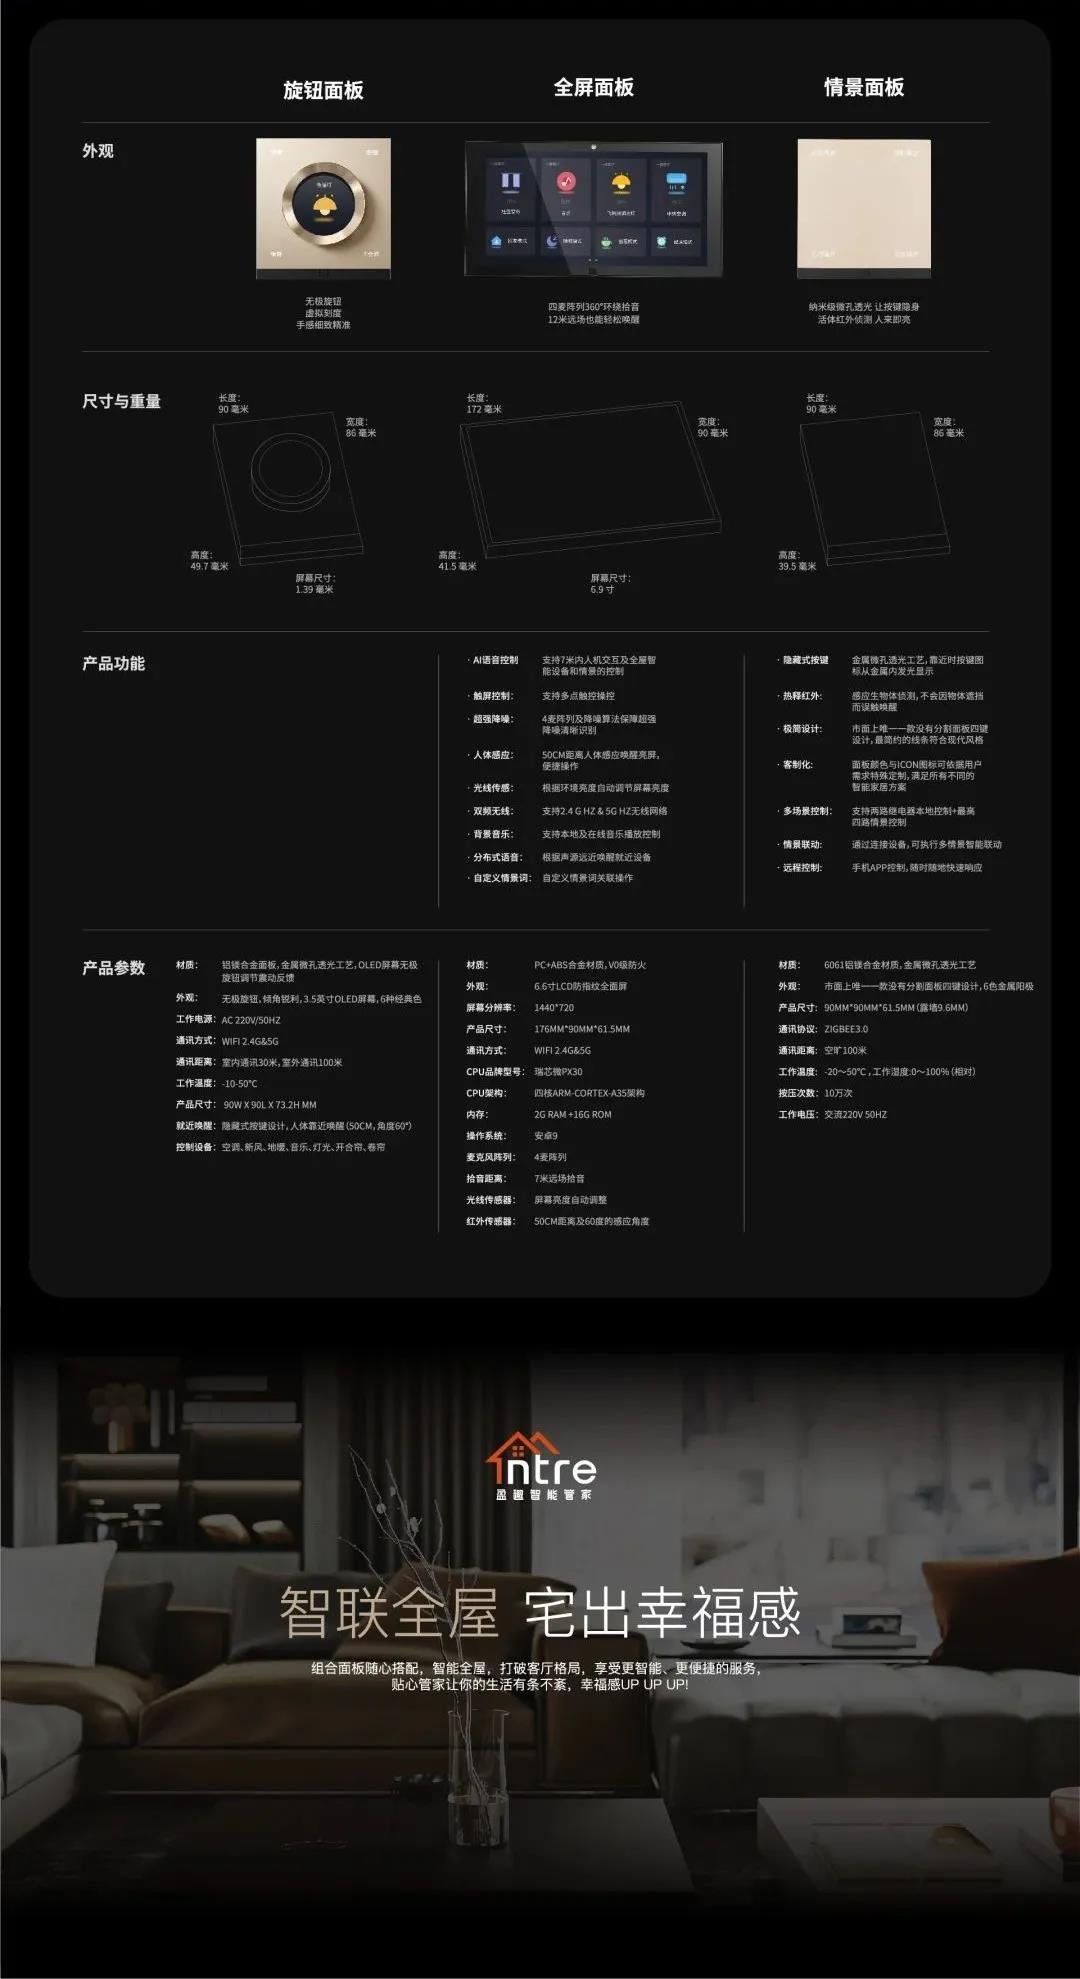 旋钮面板
全屏面板
情景面板
外观
无极旋钮
虚拟刻度
手感细致精准
四麦阵列360°环绕拾音
12米远场也能轻松唤醒
纳米级微孔透光 让按键隐身
活体红外侦测 人来即亮
尺寸与重量
长度：
90 毫米
宽度：
86 毫米
高度：
49.7 毫米
屏幕尺寸：
1.39 毫米
长度：
172 毫米
宽度：
90 毫米
高度：
41.5 毫米
屏幕尺寸：
6.9 寸
长度：
90 毫米
宽度：
86 毫米
高度：
39.5 毫米
产品功能
· AI语音控制 支持7米内人机交互及全屋智
能设备和情景的控制
· 触屏控制： 支持多点触控操控
· 超强降噪： 4麦阵列及降噪算法保障超强
降噪清晰识别
· 人体感应： 50CM距离人体感应唤醒亮屏，
便捷操作
· 光线传感： 根据环境亮度自动调节屏幕亮度
· 双频无线： 支持2.4 G HZ & 5G HZ无线网络
· 背景音乐： 支持本地及在线音乐播放控制
· 分布式语音： 根据声源远近唤醒就近设备
· 自定义情景词： 自定义情景词关联操作
· 隐藏式按键 金属微孔透光工艺，靠近时按键图
标从金属内发光显示
· 热释红外： 感应生物体侦测，不会因物体遮挡
而误触唤醒
· 极简设计： 市面上唯一一款没有分割面板四键
设计，最简约的线条符合现代风格
· 客制化： 面板颜色与ICON图标可依据用户
需求特殊定制，满足所有不同的
智能家居方案
· 多场景控制： 支持两路继电器本地控制+最高
四路情景控制
· 情景联动： 通过连接设备，可执行多情景智能联动
· 远程控制： 手机APP控制，随时随地快速响应
产品参数
材质： 铝镁合金面板，金属微孔透光工艺，OLED屏幕无极
旋钮调节震动反馈
外观： 无极旋钮，倾角锐利，3.5英寸OLED屏幕，6种经典色
工作电源： AC 220V/50HZ
通讯方式： WIFI 2.4G&5G
通讯距离： 室内通讯30米，室外通讯100米
工作温度： -10-50℃
产品尺寸： 90W X 90L X 73.2H MM
就近唤醒： 隐藏式按键设计，人体靠近唤醒（50CM，角度60°）
控制设备： 空调、新风、地暖、音乐、灯光、开合帘、卷帘
材质： PC+ABS合金材质，V0级防火
外观： 6.6寸LCD防指纹全面屏
屏幕分辨率： 1440*720
产品尺寸： 176MM*90MM*61.5MM
通讯方式： WIFI 2.4G&5G
CPU品牌型号： 瑞芯微PX30
CPU架构： 四核ARM-CORTEX-A35架构
内存： 2G RAM +16G ROM
操作系统： 安卓9
麦克风阵列： 4麦阵列
拾音距离： 7米远场拾音
光线传感器： 屏幕亮度自动调整
红外传感器： 50CM距离及60度的感应角度
材质： 6061铝镁合金材质，金属微孔透光工艺
外观： 市面上唯一一款没有分割面板四键设计，6色金属阳极
产品尺寸： 90MM*90MM*61.5MM（露墙9.6MM）
通讯协议： ZIGBEE3.0
通讯距离： 空旷100米
工作温度： -20～50℃，工作湿度:0～100%（相对）
按压次数： 10万次
工作电压： 交流220V 50HZ
intre
盈趣智能管家
智联全屋 宅出幸福感
组合面板随心搭配，智能全屋，打破客厅格局，享受更智能、更便捷的服务，
贴心管家让你的生活有条不紊，幸福感UP UP UP!